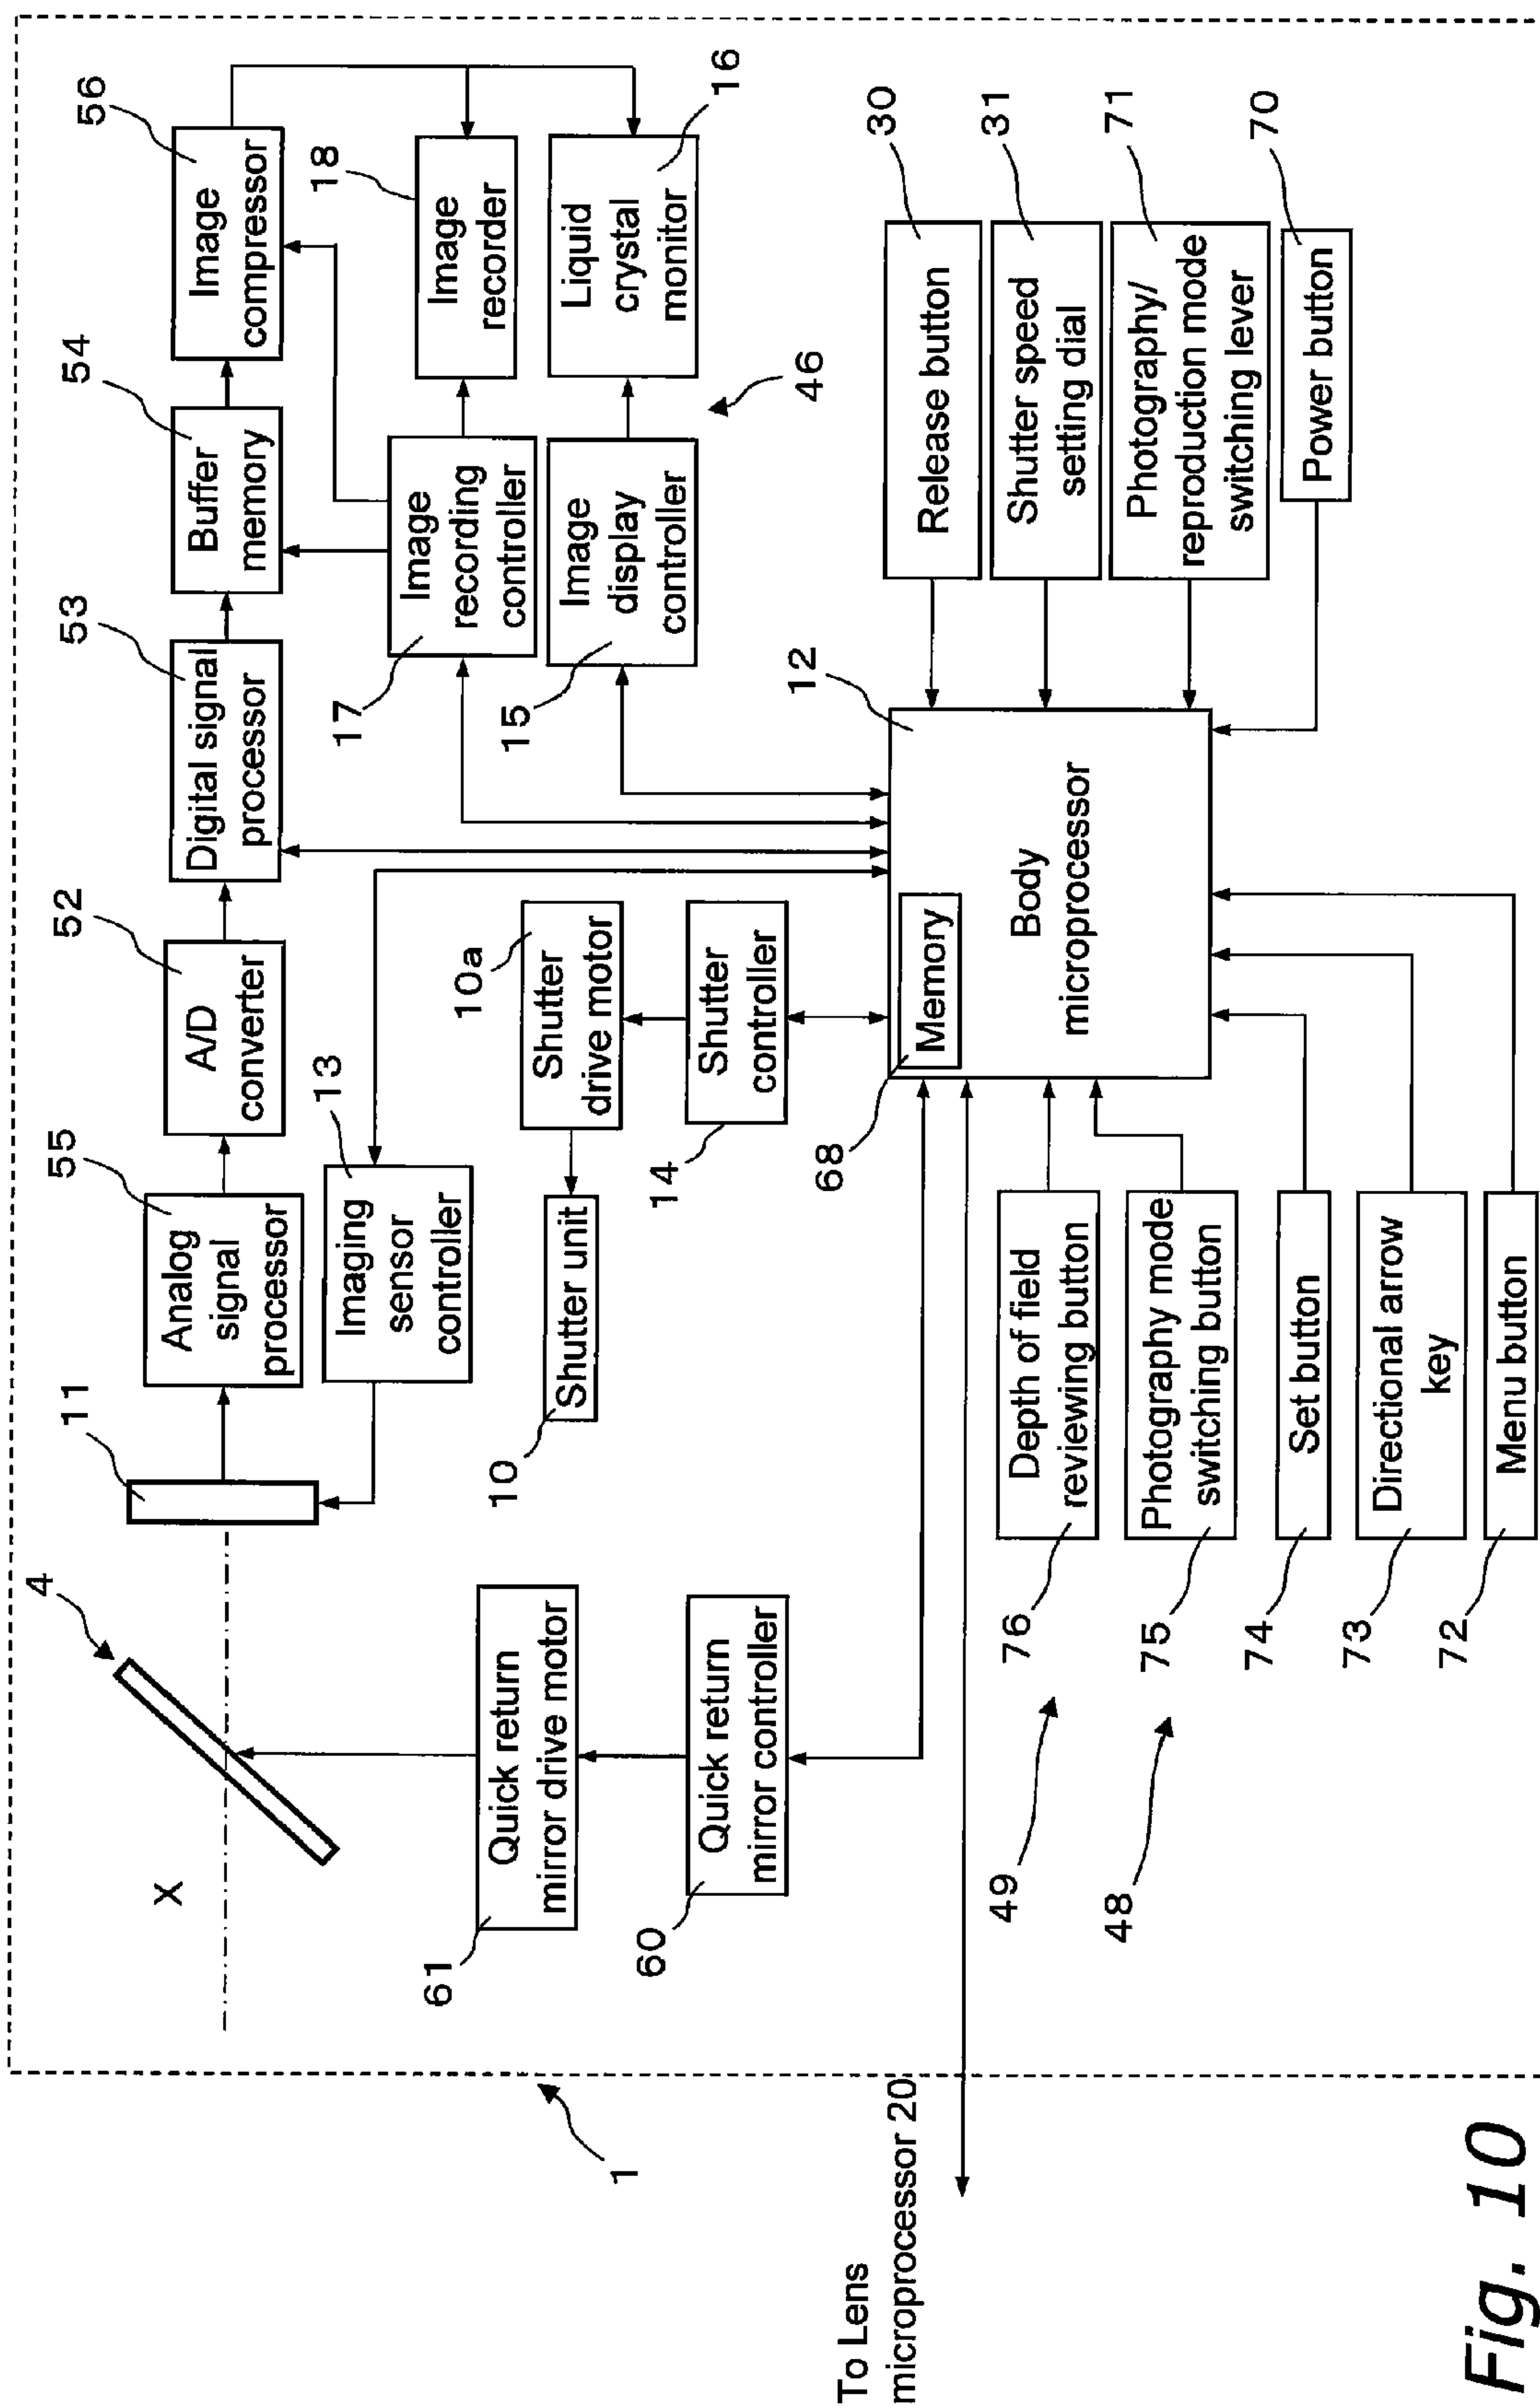 4
X
11
55
Analog
signal
processor
52
A/D
converter
53
Digital signal
processor
54
Buffer
memory
56
Image
compressor
13
Imaging
sensor
controller
17
Image
recording
controller
18
Image
recorder
15
Image
display
controller
Liquid
crystal
monitor
16
46
61
Quick return
mirror drive motor
60
Quick return
mirror controller
10
Shutter unit
10a
Shutter
drive motor
14
Shutter
controller
12
68
Memory
Body
microprocessor
Release button
30
Shutter speed
setting dial
31
Photography/
reproduction mode
switching lever
71
Power button
70
1
To Lens
microprocessor 20
49
76
Depth of field
reviewing button
48
75
Photography mode
switching button
74
Set button
73
Directional arrow
key
72
Menu button
Fig. 10